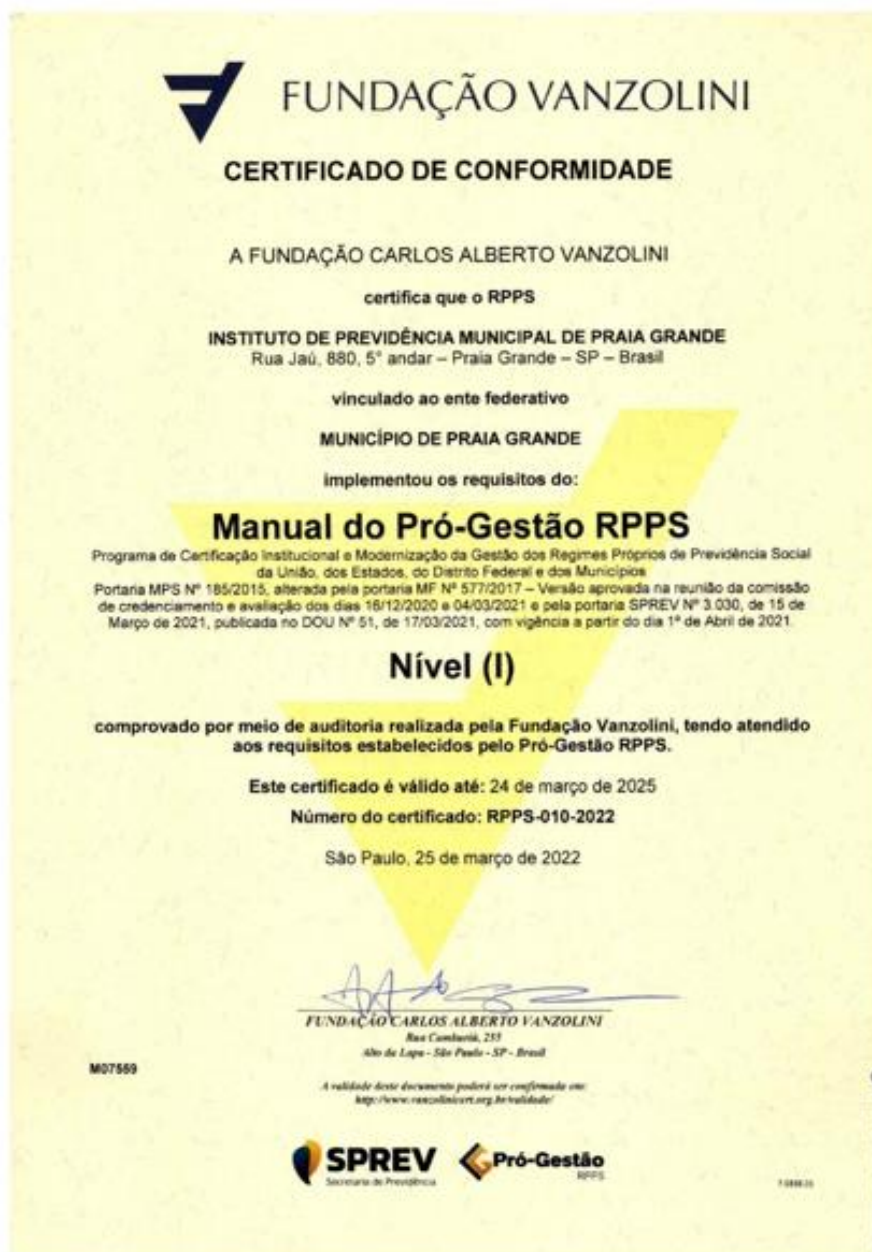 FUNDAÇÃO VANZOLINI
CERTIFICADO DE CONFORMIDADE
A FUNDAÇÃO CARLOS ALBERTO VANZOLINI
certifica que o RPPS
INSTITUTO DE PREVIDÊNCIA MUNICIPAL DE PRAIA GRANDE
Rua Jaú, 880, 5° andar – Praia Grande – SP – Brasil
vinculado ao ente federativo
MUNICÍPIO DE PRAIA GRANDE
implementou os requisitos do:
Manual do Pró-Gestão RPPS
Programa de Certificação Institucional e Modernização da Gestão dos Regimes Próprios de Previdência Social
da União, dos Estados, do Distrito Federal e dos Municípios
Portaria MPS Nº 185/2015, alterada pela portaria MF Nº 577/2017 – Versão aprovada na reunião da comissão
de credenciamento e avaliação dos dias 16/12/2020 e 04/03/2021 e pela portaria SPREV Nº 3.030, de 15 de
Março de 2021, publicada no DOU Nº 51, de 17/03/2021, com vigência a partir do dia 1º de Abril de 2021
Nível (I)
comprovado por meio de auditoria realizada pela Fundação Vanzolini, tendo atendido
aos requisitos estabelecidos pelo Pró-Gestão RPPS.
Este certificado é válido até: 24 de março de 2025
Número do certificado: RPPS-010-2022
São Paulo, 25 de março de 2022
FUNDAÇÃO CARLOS ALBERTO VANZOLINI
Rua Camburiú, 255
Alto da Lapa - São Paulo - SP - Brasil
M07559
A validade deste documento poderá ser confirmada em:
http://www.vanzolinicert.org.br/validade/
SPREV
Secretaria de Previdência
Pró-Gestão
RPPS